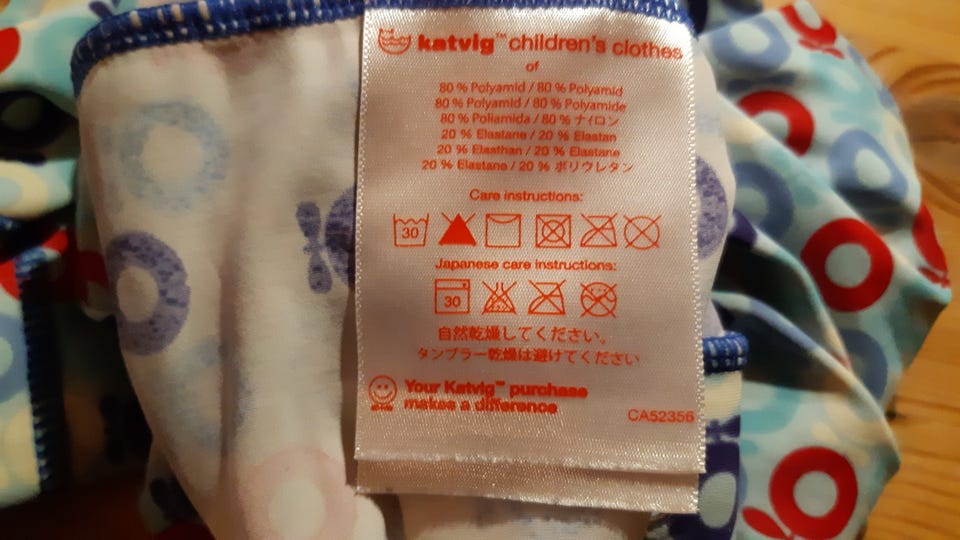 katvig™ children's clothes
of
80 % Polyamid / 80 % Polyamid
80 % Polyamid / 80 % Polyamide
80 % Poliamida / 80 % ナイロン
20 % Elastane / 20 % Elastan
20 % Elasthan / 20 % Elastane
20 % Elastane / 20 % ポリウレタン
Care instructions:
30
Japanese care instructions:
30
自然乾燥してください。
タンブラー乾燥は避けてください
Your Katvig™ purchase
makes a difference
CA52356